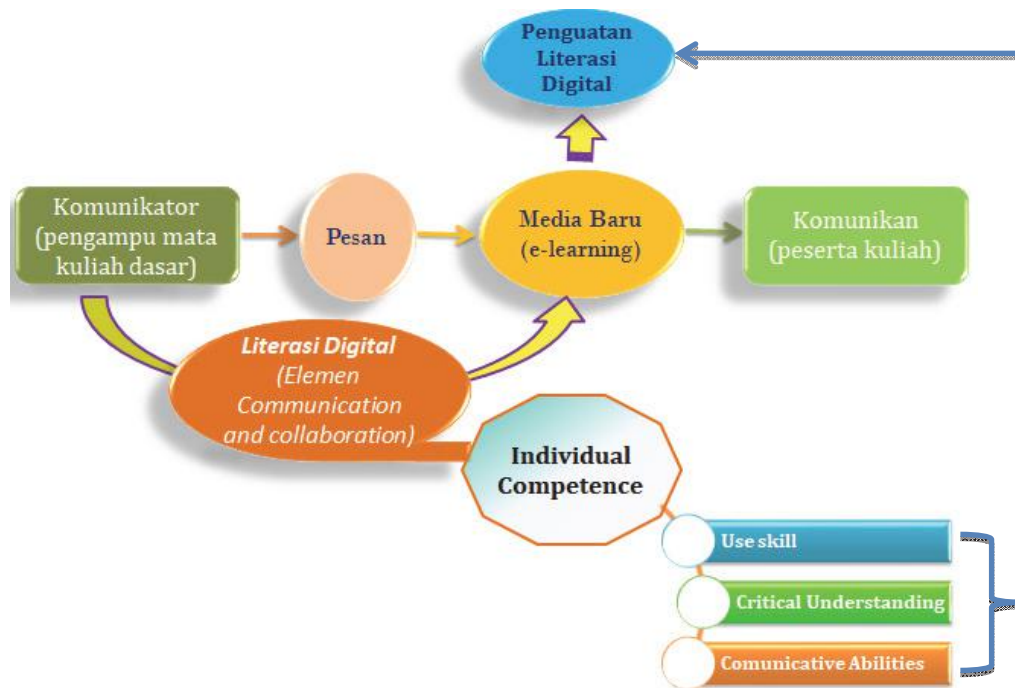 Penguatan
Literasi
Digital
Komunikator
(pengampu mata
kuliah dasar)
Pesan
Media Baru
(e-learning)
Komunikan
(peserta kuliah)
Literasi Digital
(Elemen
Communication
and collaboration)
Individual
Competence
Use skill
Critical Understanding
Comunicative Abilities